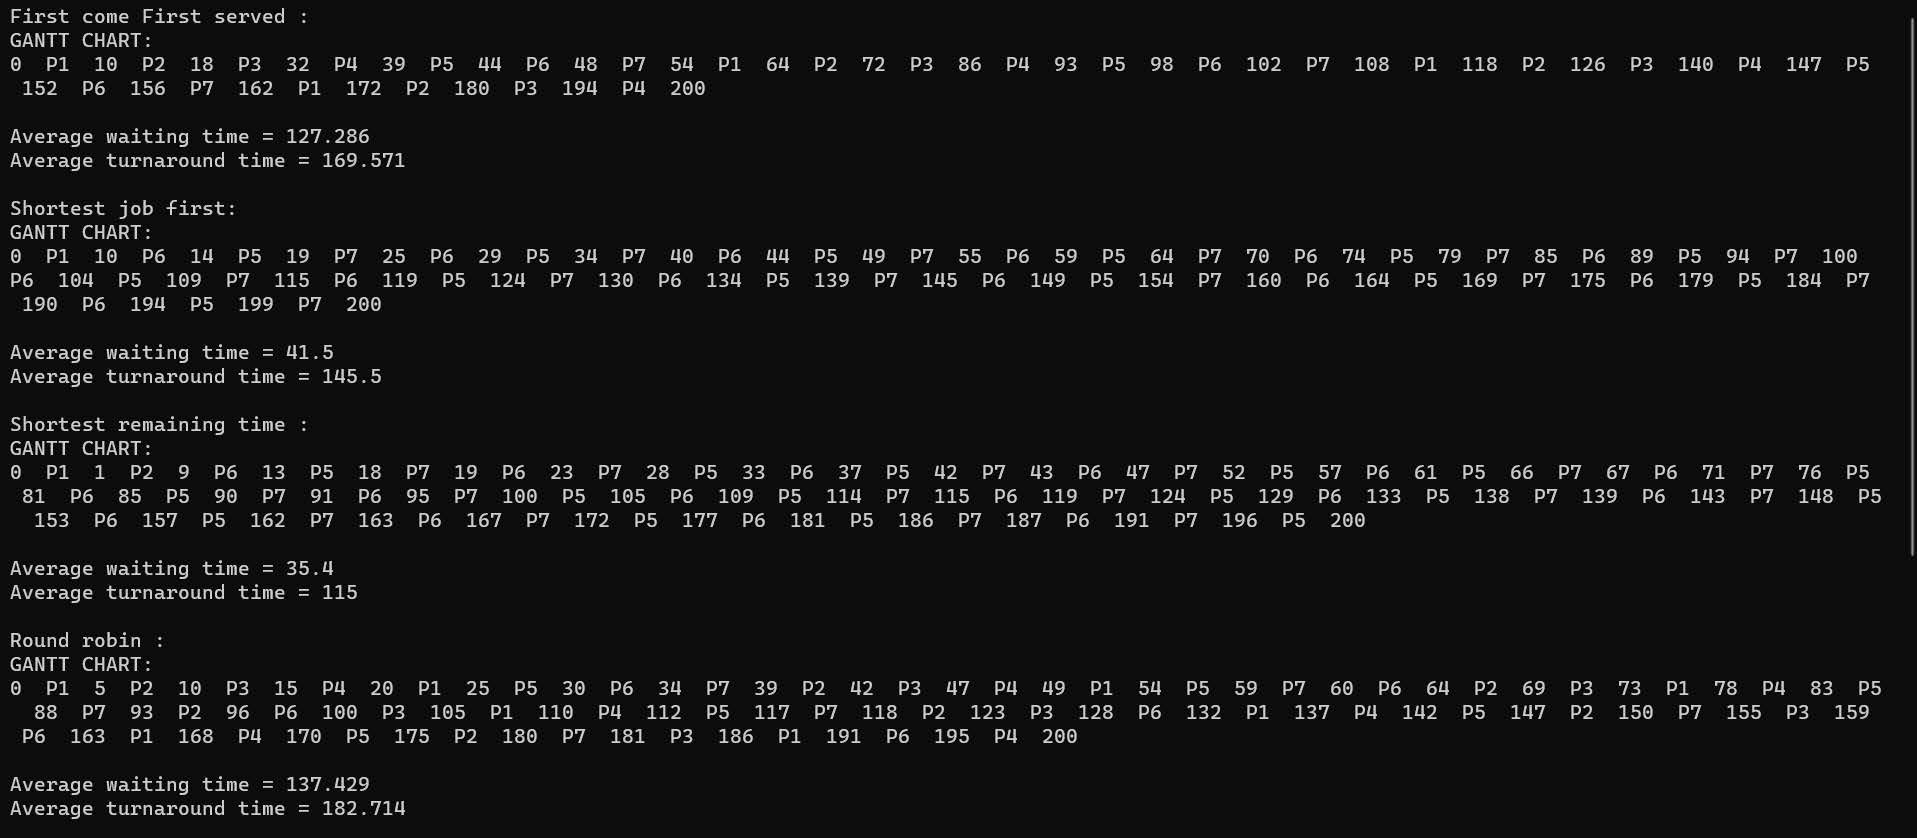 First come First served :
GANTT CHART:
0  P1  10  P2  18  P3  32  P4  39  P5  44  P6  48  P7  54  P1  64  P2  72  P3  86  P4  93  P5  98  P6  102  P7  108  P1  118  P2  126  P3  140  P4  147  P5
152  P6  156  P7  162  P1  172  P2  180  P3  194  P4  200
Average waiting time = 127.286
Average turnaround time = 169.571
Shortest job first:
GANTT CHART:
0  P1  10  P6  14  P5  19  P7  25  P6  29  P5  34  P7  40  P6  44  P5  49  P7  55  P6  59  P5  64  P7  70  P6  74  P5  79  P7  85  P6  89  P5  94  P7  100
P6  104  P5  109  P7  115  P6  119  P5  124  P7  130  P6  134  P5  139  P7  145  P6  149  P5  154  P7  160  P6  164  P5  169  P7  175  P6  179  P5  184  P7
190  P6  194  P5  199  P7  200
Average waiting time = 41.5
Average turnaround time = 145.5
Shortest remaining time :
GANTT CHART:
0  P1  1  P2  9  P6  13  P5  18  P7  19  P6  23  P7  28  P5  33  P6  37  P5  42  P7  43  P6  47  P7  52  P5  57  P6  61  P5  66  P7  67  P6  71  P7  76  P5
81  P6  85  P5  90  P7  91  P6  95  P7  100  P5  105  P6  109  P5  114  P7  115  P6  119  P7  124  P5  129  P6  133  P5  138  P7  139  P6  143  P7  148  P5
153  P6  157  P5  162  P7  163  P6  167  P7  172  P5  177  P6  181  P5  186  P7  187  P6  191  P7  196  P5  200
Average waiting time = 35.4
Average turnaround time = 115
Round robin :
GANTT CHART:
0  P1  5  P2  10  P3  15  P4  20  P1  25  P5  30  P6  34  P7  39  P2  42  P3  47  P4  49  P1  54  P5  59  P7  60  P6  64  P2  69  P3  73  P1  78  P4  83  P5
88  P7  93  P2  96  P6  100  P3  105  P1  110  P4  112  P5  117  P7  118  P2  123  P3  128  P6  132  P1  137  P4  142  P5  147  P2  150  P7  155  P3  159
P6  163  P1  168  P4  170  P5  175  P2  180  P7  181  P3  186  P1  191  P6  195  P4  200
Average waiting time = 137.429
Average turnaround time = 182.714